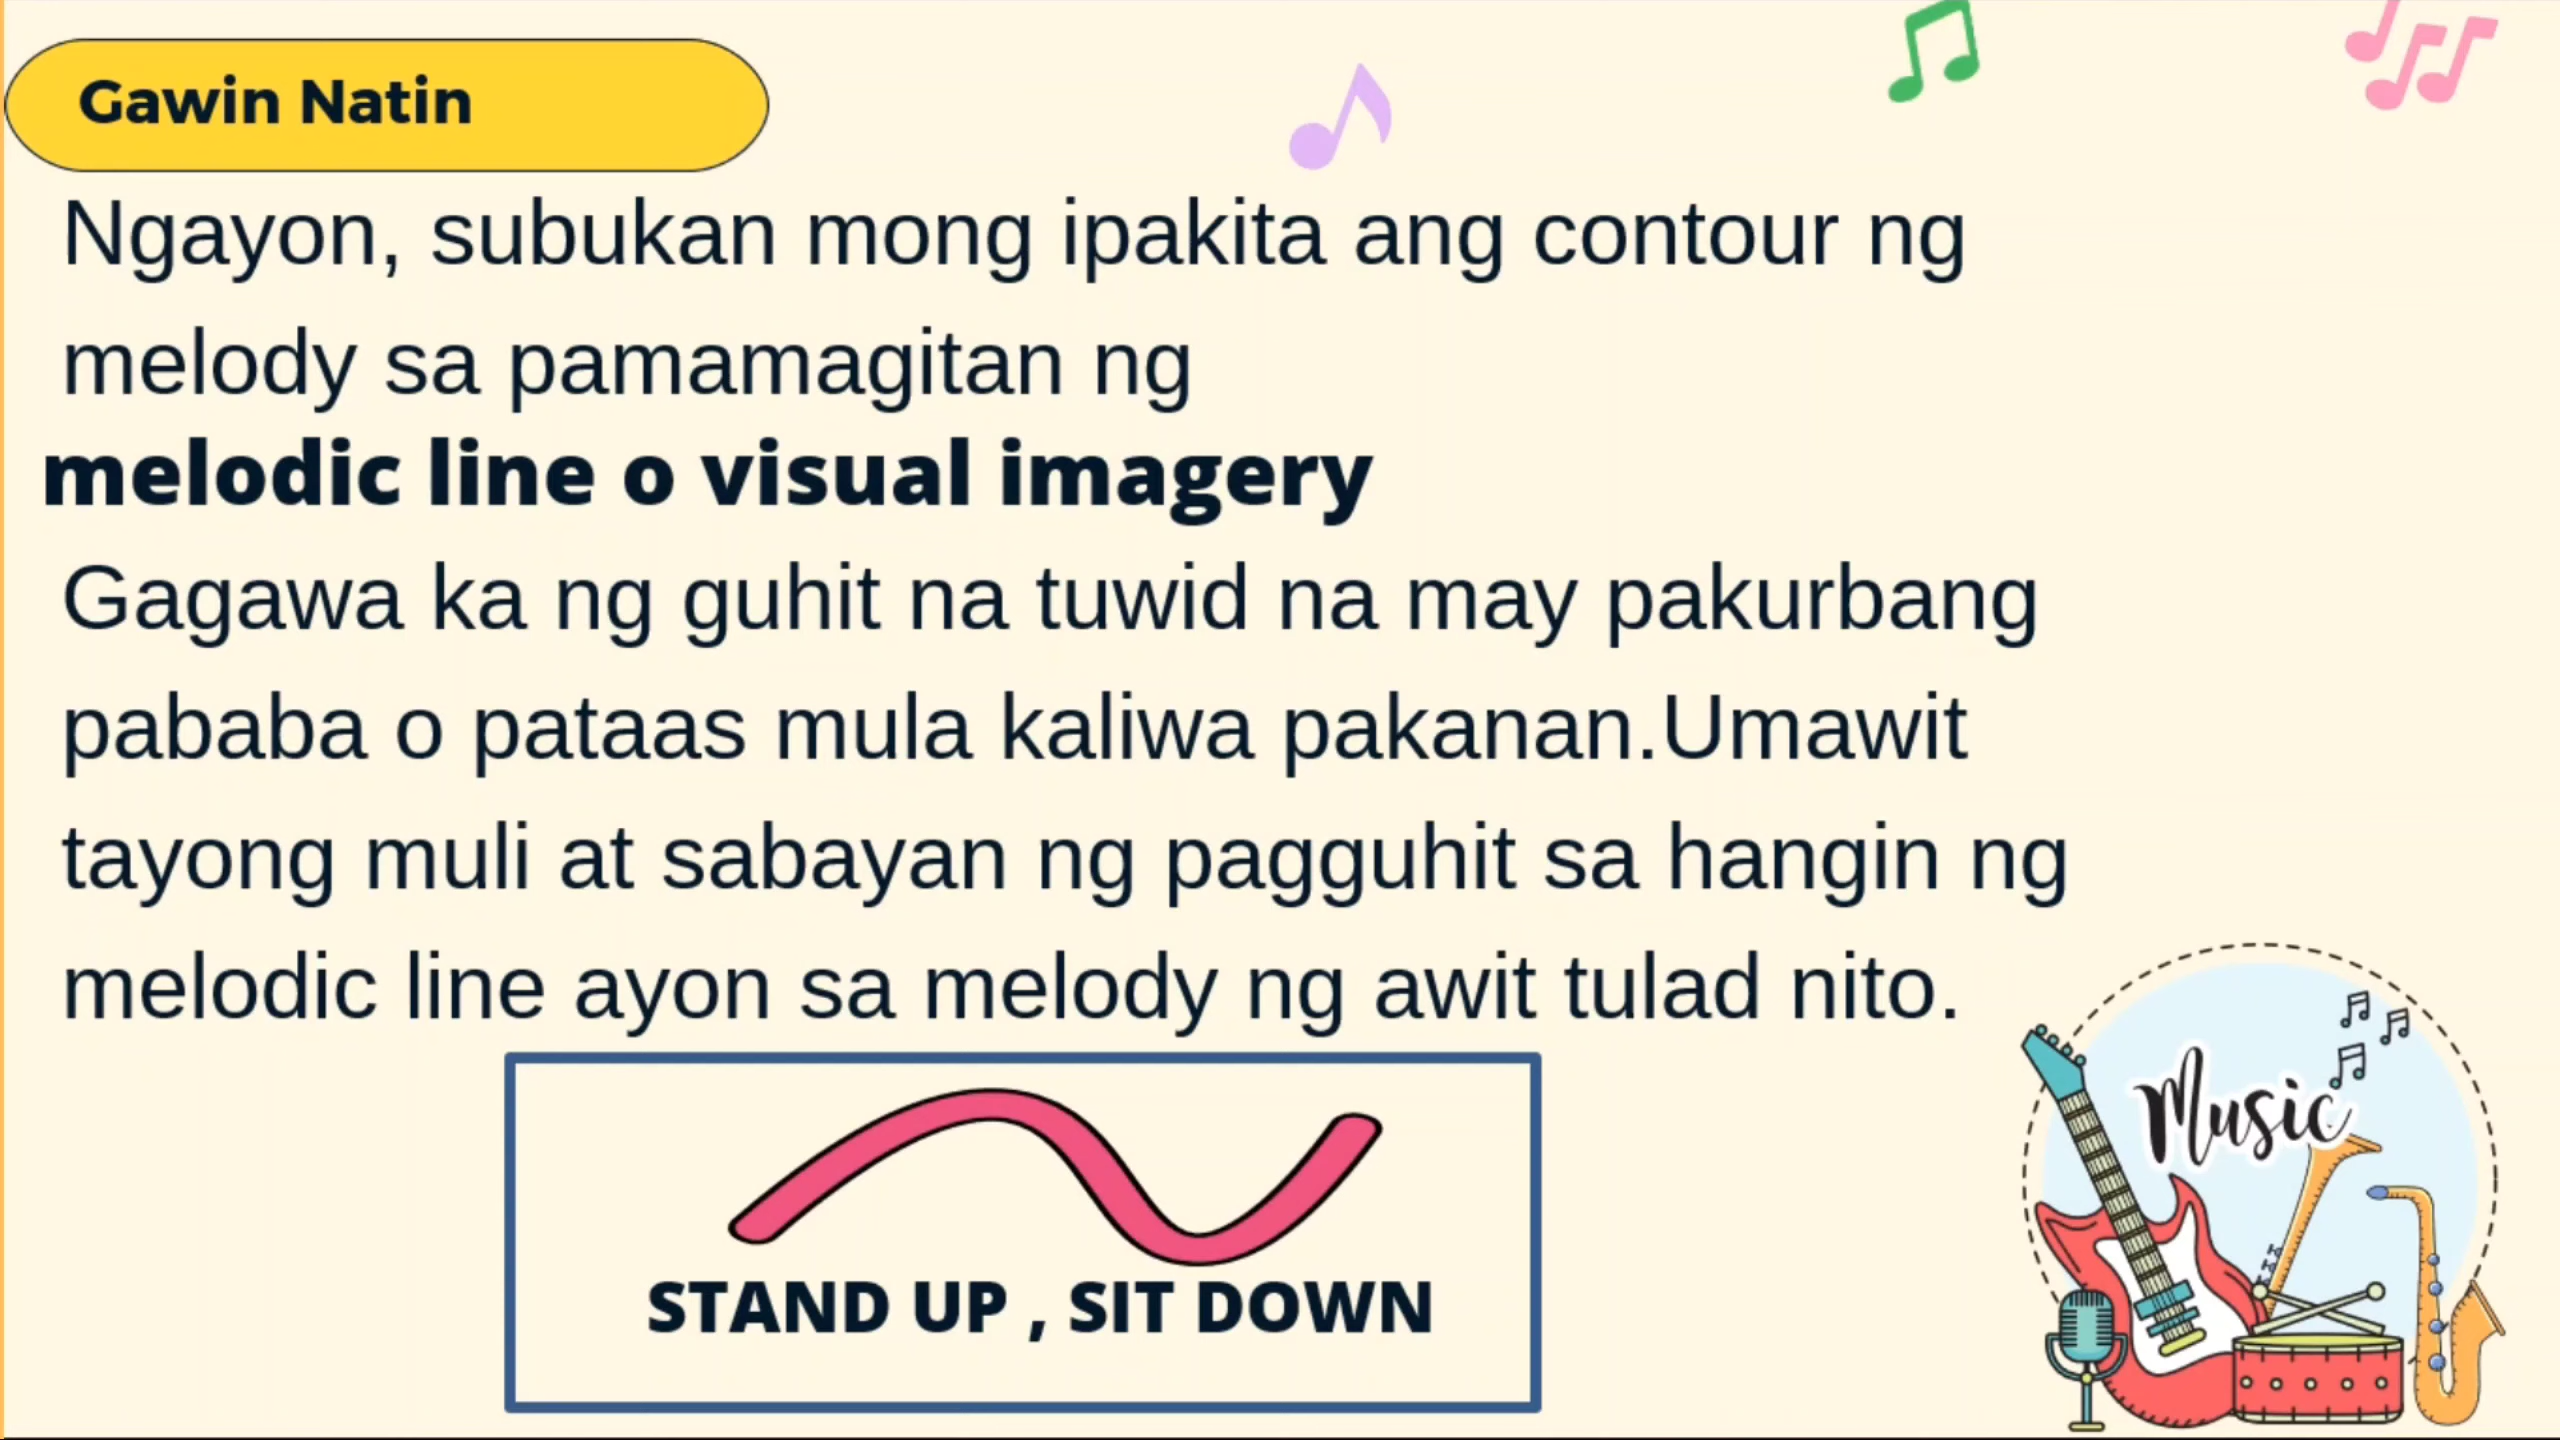 Gawin Natin
Ngayon, subukan mong ipakita ang contour ng
melody sa pamamagitan ng
melodic line o visual imagery
Gagawa ka ng guhit na tuwid na may pakurbang
pababa o pataas mula kaliwa pakanan.Umawit
tayong muli at sabayan ng pagguhit sa hangin ng
melodic line ayon sa melody ng awit tulad nito.
Music
STAND UP , SIT DOWN